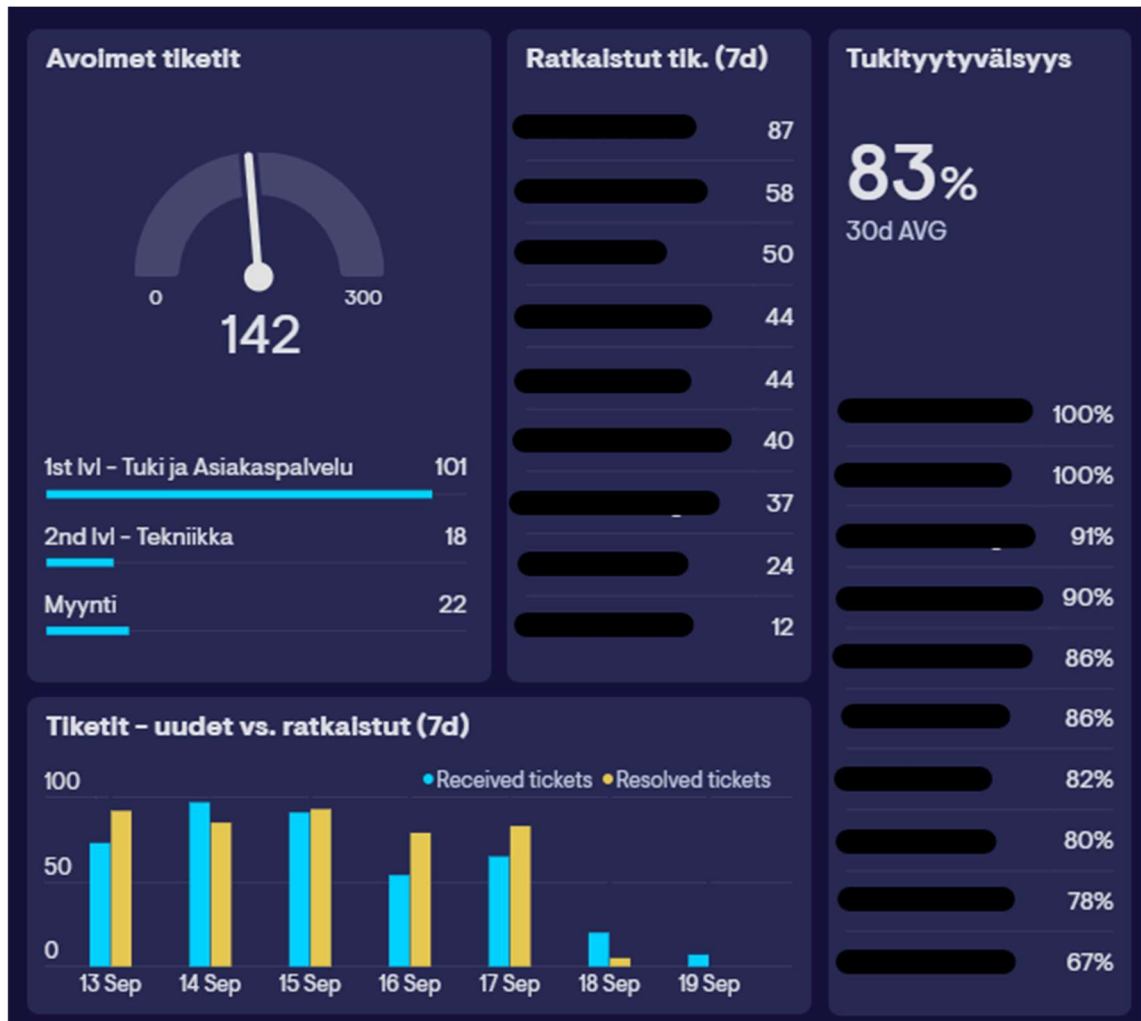 Avoimet tiketit
0
300
142
1st lvl - Tuki ja Asiakaspalvelu 101
2nd lvl - Tekniikka 18
Myynti 22
Ratkaistut tik. (7d)
87
58
50
44
44
40
37
24
12
Tukityytyväisyys
83%
30d AVG
100%
100%
91%
90%
86%
86%
82%
80%
78%
67%
Tiketit - uudet vs. ratkaistut (7d)
Received tickets Resolved tickets
100
50
0
13 Sep 14 Sep 15 Sep 16 Sep 17 Sep 18 Sep 19 Sep